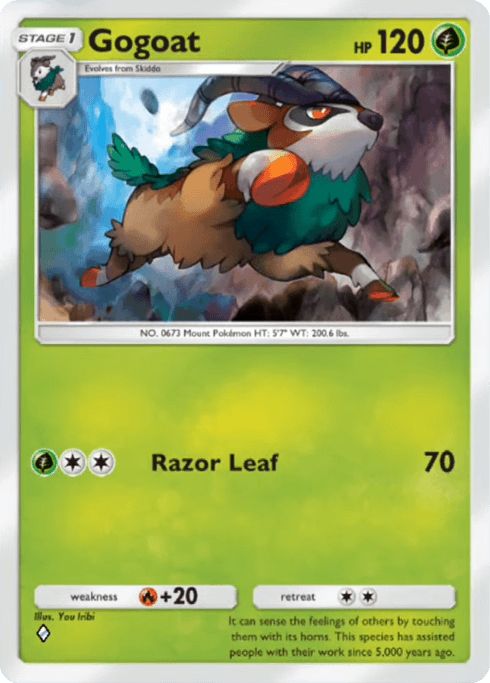 STAGE 1
Gogoat
HP 120
Evolves from Skiddo
NO. 0673 Mount Pokémon HT: 5'7" WT: 200.6 lbs.
Razor Leaf 70
weakness +20
retreat
Illus. You Iribi
It can sense the feelings of others by touching
them with its horns. This species has assisted
people with their work since 5,000 years ago.